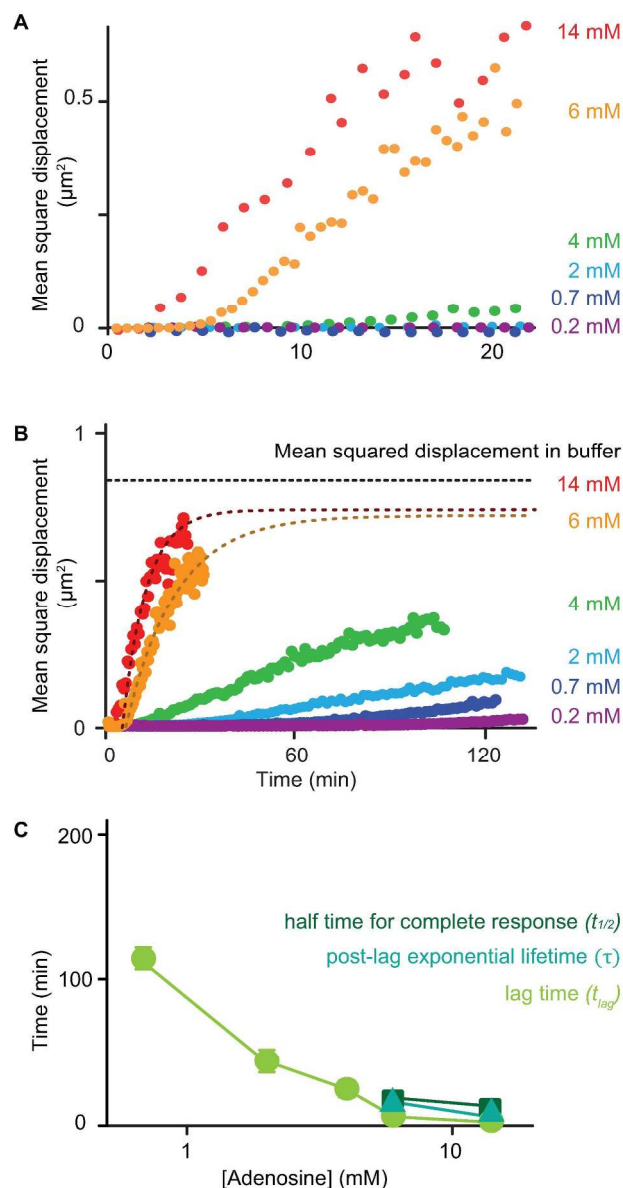 A
Mean square displacement
(µm²)
0.5
0
0
10
20
14 mM
6 mM
4 mM
2 mM
0.7 mM
0.2 mM
B
Mean square displacement
(µm²)
1
0
0
60
120
Time (min)
Mean squared displacement in buffer
14 mM
6 mM
4 mM
2 mM
0.7 mM
0.2 mM
C
Time (min)
200
100
0
1
10
[Adenosine] (mM)
half time for complete response (t1/2)
post-lag exponential lifetime (τ)
lag time (tlag)